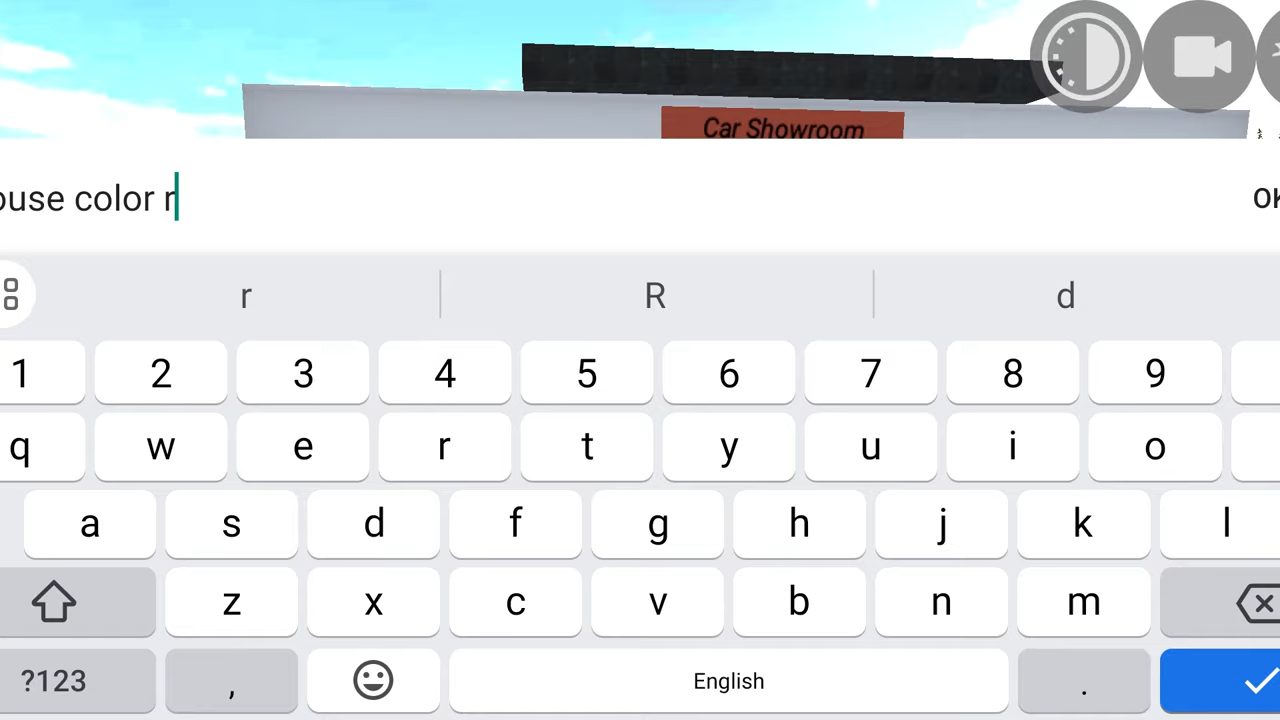 Car Showroom
ouse color r
OK
r R d
1 2 3 4 5 6 7 8 9
q w e r t y u i o
a s d f g h j k l
z x c v b n m
?123 , English .